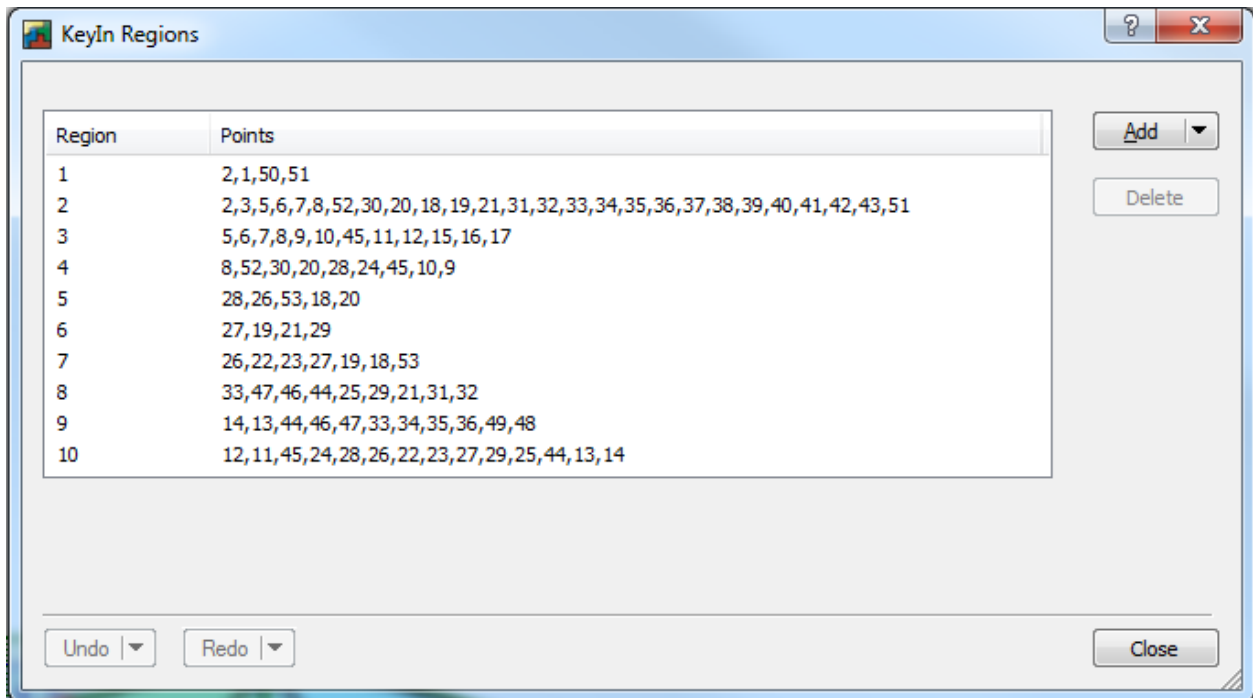 KeyIn Regions
Region Points
Add
1 2,1,50,51
Delete
2 2,3,5,6,7,8,52,30,20,18,19,21,31,32,33,34,35,36,37,38,39,40,41,42,43,51
3 5,6,7,8,9,10,45,11,12,15,16,17
4 8,52,30,20,28,24,45,10,9
5 28,26,53,18,20
6 27,19,21,29
7 26,22,23,27,19,18,53
8 33,47,46,44,25,29,21,31,32
9 14,13,44,46,47,33,34,35,36,49,48
10 12,11,45,24,28,26,22,23,27,29,25,44,13,14
Undo Redo Close